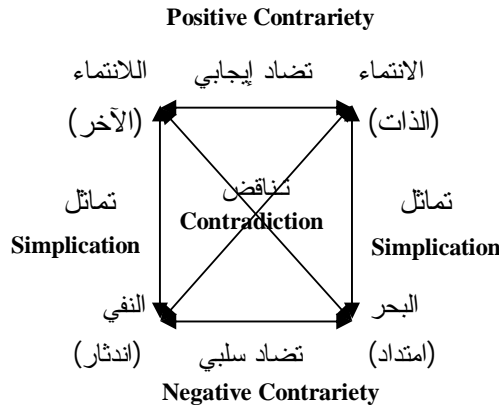 Positive Contrariety
الانتماء تضاد إيجابي اللانتماء
(الذات) (الآخر)
تناقض
تماثل Contradiction تماثل
Simplication Simplication
البحر النفي
(امتداد) تضاد سلبي (اندثار)
Negative Contrariety